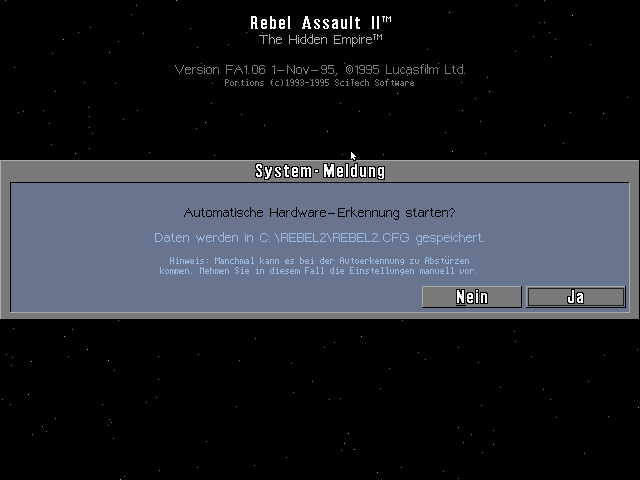 Rebel Assault II™
The Hidden Empire™
Version FA1.06 1-Nov-95, ©1995 Lucasfilm Ltd.
Portions (c)1993-1995 SciTech Software
System-Meldung
Automatische Hardware-Erkennung starten?
Daten werden in C:\REBEL2\REBEL2.CFG gespeichert.
Hinweis: Manchmal kann es bei der Autoerkennung zu Abstürzen
kommen. Nehmen Sie in diesem Fall die Einstellungen manuell vor.
Nein Ja